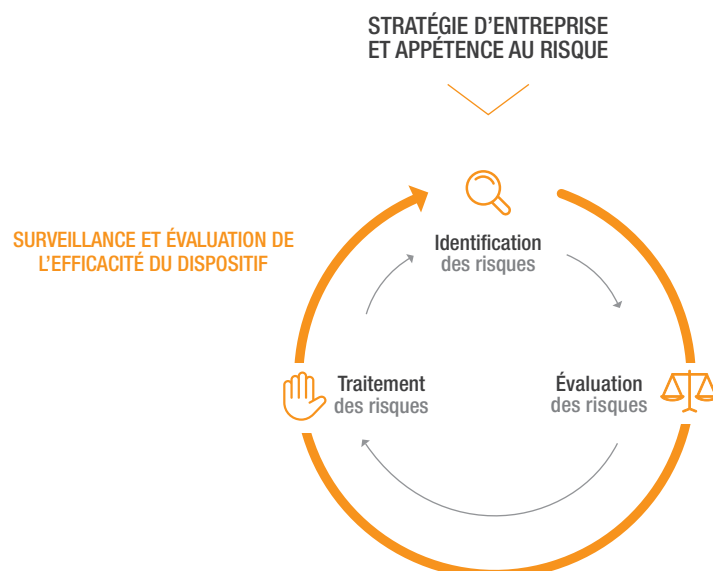 STRATÉGIE D'ENTREPRISE
ET APPÉTENCE AU RISQUE
SURVEILLANCE ET ÉVALUATION DE
L'EFFICACITÉ DU DISPOSITIF
Identification
des risques
Traitement
des risques
Évaluation
des risques